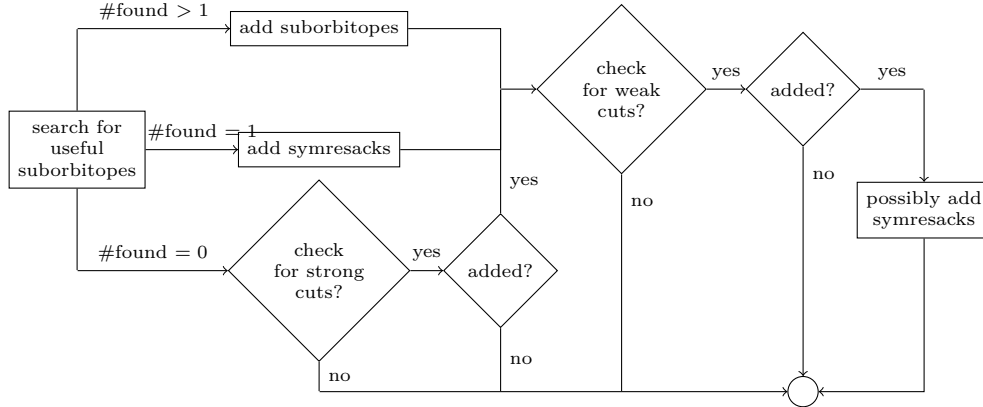 #found > 1
add suborbitopes
search for
useful
suborbitopes
#found = 1
add symresacks
#found = 0
check
for strong
cuts?
yes
no
added?
yes
no
check
for weak
cuts?
yes
no
added?
yes
no
possibly add
symresacks